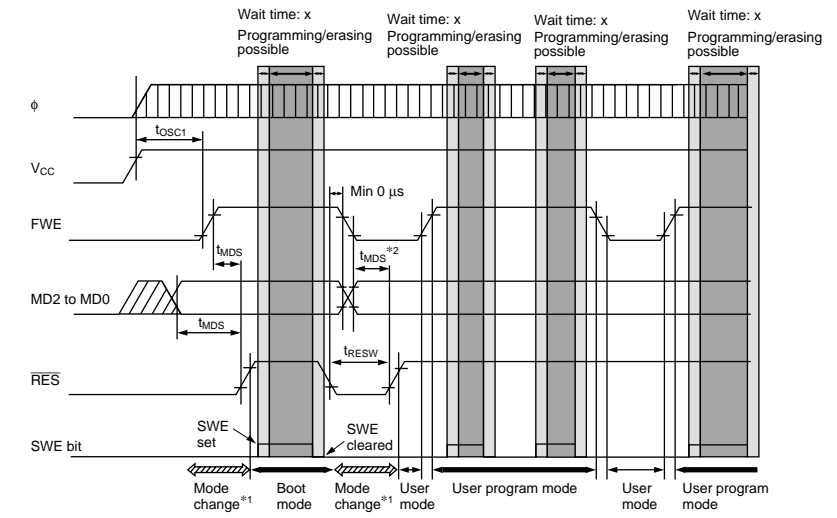 Wait time: x
Programming/erasing
possible
Wait time: x
Programming/erasing
possible
Wait time: x
Programming/erasing
possible
Wait time: x
Programming/erasing
possible
ϕ
tOSC1
VCC
Min 0 μs
FWE
tMDS
tMDS*2
MD2 to MD0
tMDS
tRESW
RES
SWE
set
SWE
cleared
SWE bit
Mode
change*1
Boot
mode
Mode
change*1
User
mode
User program mode
User
mode
User program
mode